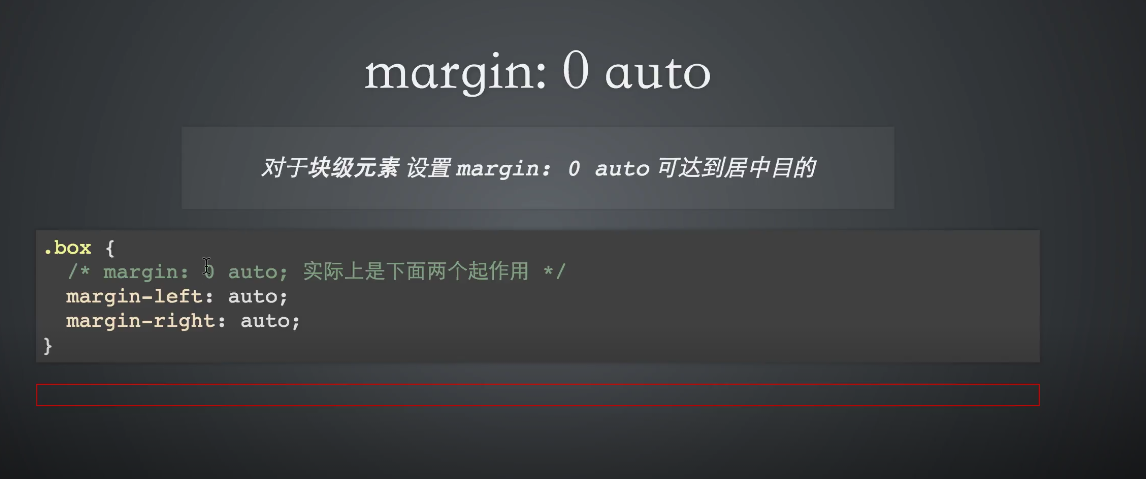 margin: 0 auto
对于块级元素 设置 margin: 0 auto 可达到居中目的
.box {
/* margin: 0 auto; 实际上是下面两个起作用 */
margin-left: auto;
margin-right: auto;
}